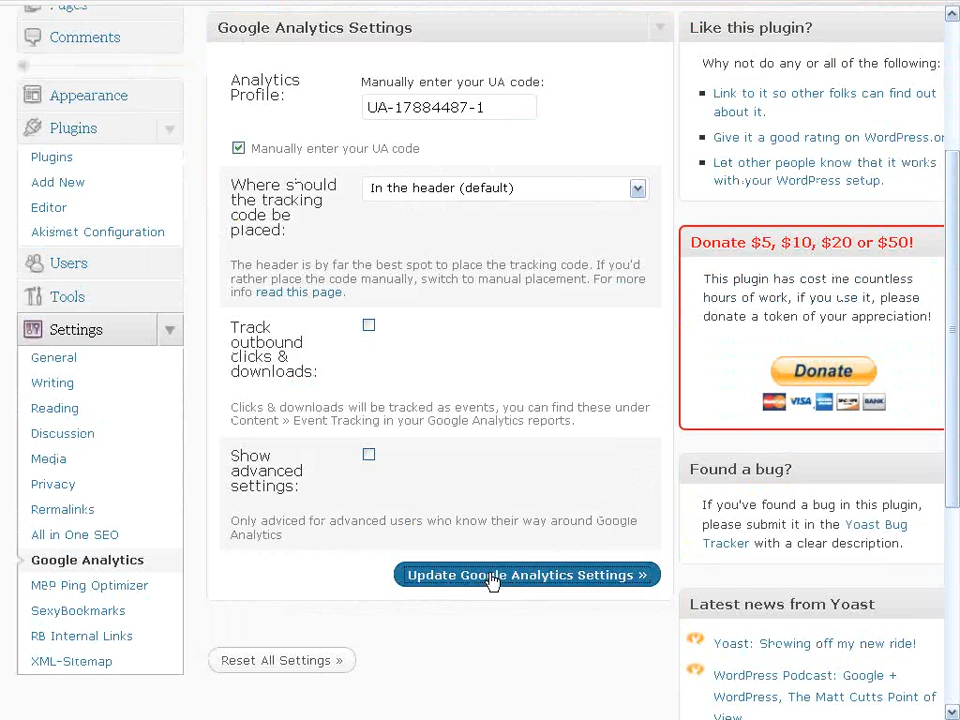 Pages
Comments
Appearance
Plugins
Plugins
Add New
Editor
Akismet Configuration
Users
Tools
Settings
General
Writing
Reading
Discussion
Media
Privacy
Permalinks
All in One SEO
Google Analytics
MBP Ping Optimizer
SexyBookmarks
RB Internal Links
XML-Sitemap
Google Analytics Settings
Analytics
Profile:
Manually enter your UA code:
UA-17884487-1
Manually enter your UA code
Where should
the tracking
code be
placed:
In the header (default)
The header is by far the best spot to place the tracking code. If you'd
rather place the code manually, switch to manual placement. For more
info read this page.
Track
outbound
clicks &
downloads:
Clicks & downloads will be tracked as events, you can find these under
Content » Event Tracking in your Google Analytics reports.
Show
advanced
settings:
Only adviced for advanced users who know their way around Google
Analytics
Update Google Analytics Settings »
Reset All Settings »
Like this plugin?
Why not do any or all of the following:
Link to it so other folks can find out
about it.
Give it a good rating on WordPress.or
Let other people know that it works
with your WordPress setup.
Donate $5, $10, $20 or $50!
This plugin has cost me countless
hours of work, if you use it, please
donate a token of your appreciation!
Donate
VISA
BANK
Found a bug?
If you've found a bug in this plugin,
please submit it in the Yoast Bug
Tracker with a clear description.
Latest news from Yoast
Yoast: Showing off my new ride!
WordPress Podcast: Google +
WordPress, The Matt Cutts Point of
View